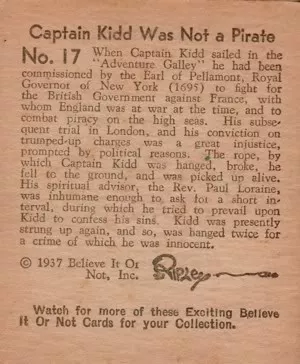 Captain Kidd Was Not a Pirate
No. 17 When Captain Kidd sailed in the
"Adventure Galley" he had been
commissioned by the Earl of Pellamont, Royal
Governot of New York (1695) to fight for
the British Government against France, with
whom England was at war at the time, and to
combat piracy on the high seas. His subse-
quent trial in London, and his conviction on
trumped-up charges was a great injustice,
prompted by political reasons. The rope, by
which Captain Kidd was hanged, broke, he
fell to the ground, and was picked up alive.
His spiritual advisor, the Rev. Paul Loraine,
was inhumane enough to ask for a short in-
terval, during which he tried to prevail upon
Kidd to confess his sins. Kidd was presently
strung up again, and so, was hanged twice for
a crime of which he was innocent.
© 1937 Believe It Or
Not, Inc. Ripley
Watch for more of these Exciting Believe
It Or Not Cards for your Collection.